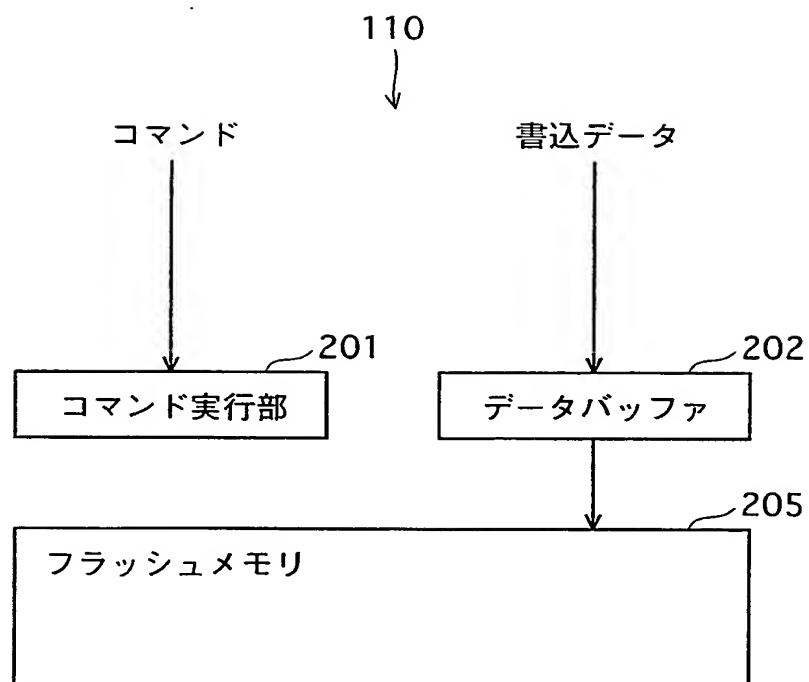 110
コマンド
書込データ
201
コマンド実行部
202
データバッファ
205
フラッシュメモリ